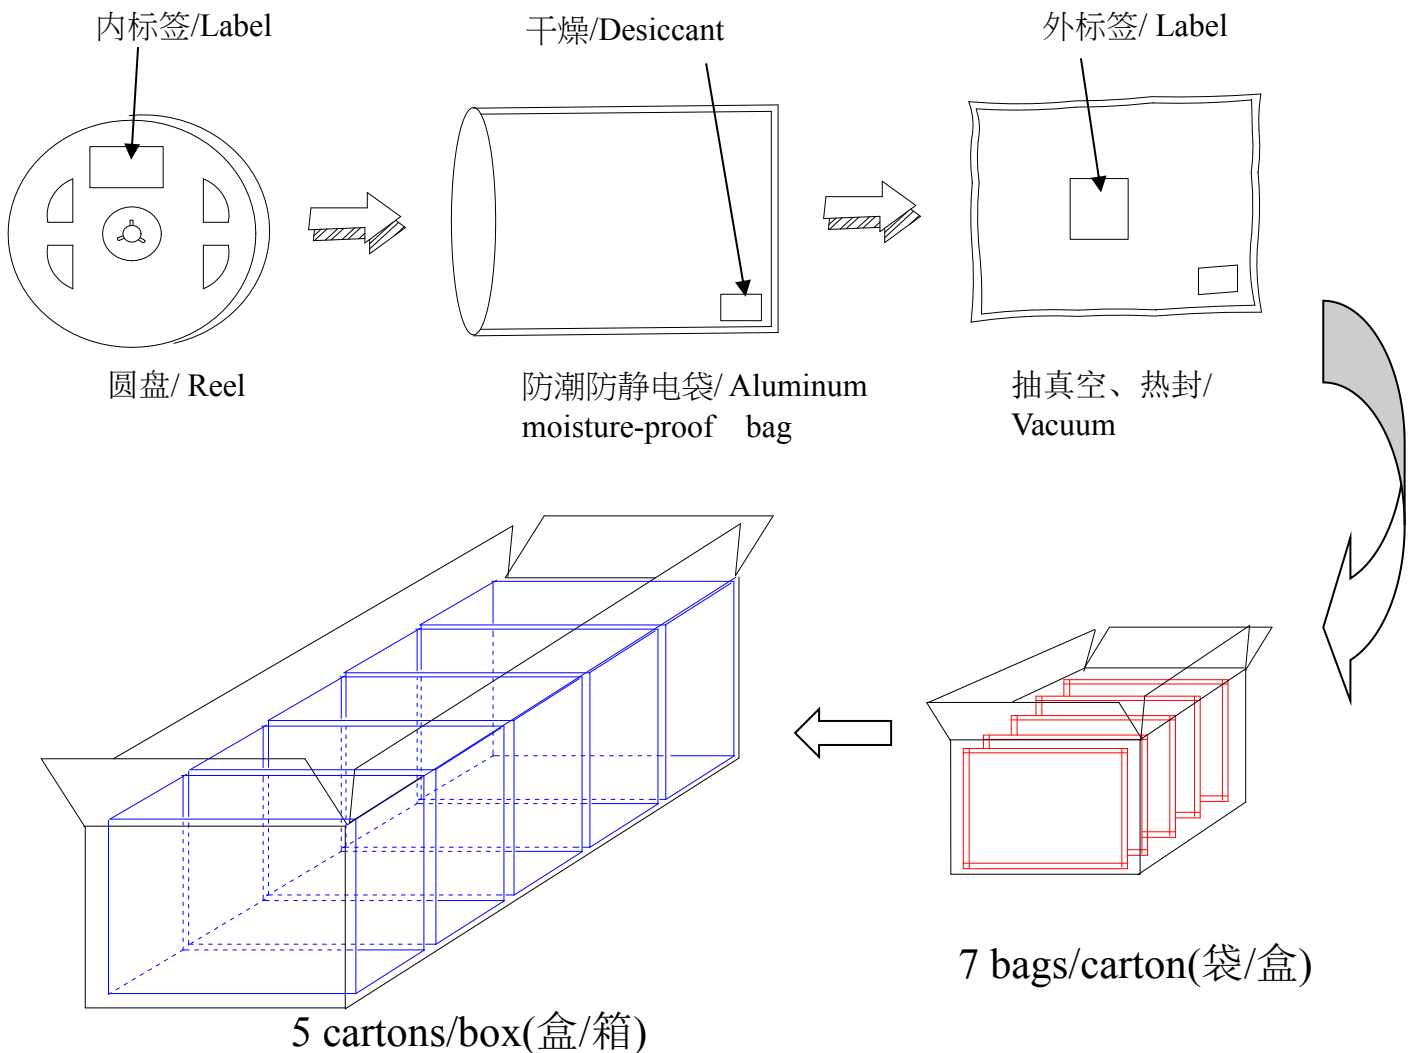 内标签/Label
干燥/Desiccant
外标签/ Label
圆盘/ Reel
防潮防静电袋/ Aluminum
moisture-proof bag
抽真空、热封/
Vacuum
7 bags/carton(袋/盒)
5 cartons/box(盒/箱)